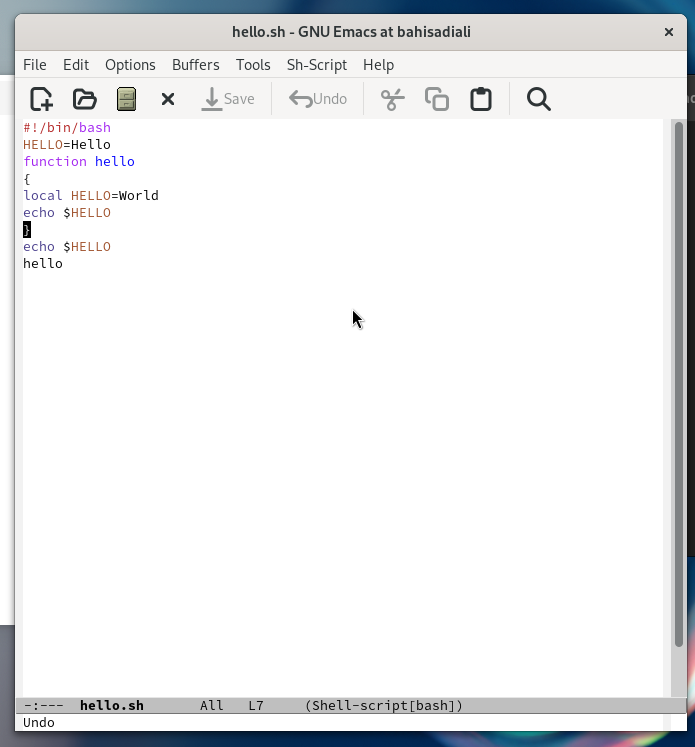 hello.sh - GNU Emacs at bahisadiali
File Edit Options Buffers Tools Sh-Script Help
Save Undo
#!/bin/bash
HELLO=Hello
function hello
{
local HELLO=World
echo $HELLO
}
echo $HELLO
hello
-:--- hello.sh All L7 (Shell-script[bash])
Undo